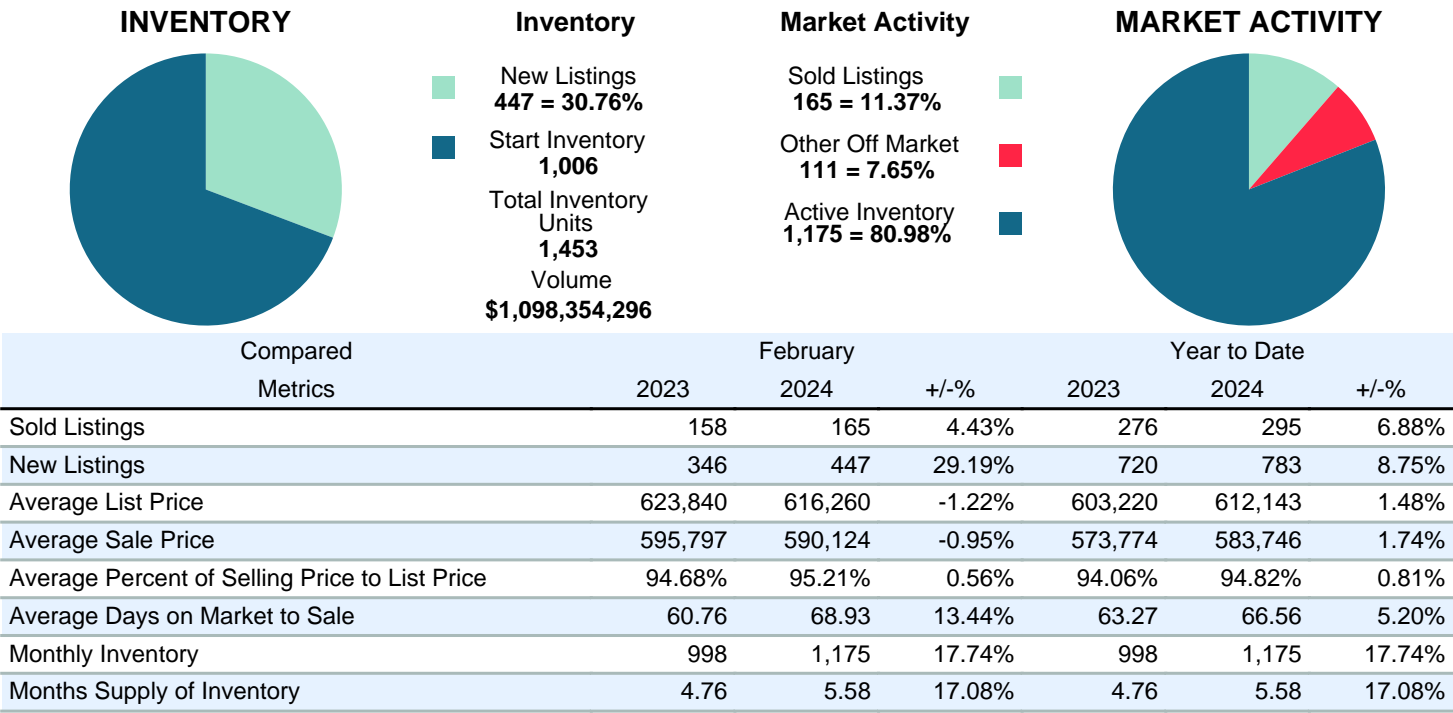 INVENTORY
Inventory
New Listings
447 = 30.76%
Start Inventory
1,006
Total Inventory
Units
1,453
Volume
$1,098,354,296
Market Activity
Sold Listings
165 = 11.37%
Other Off Market
111 = 7.65%
Active Inventory
1,175 = 80.98%
MARKET ACTIVITY
Compared February Year to Date
Metrics 2023 2024 +/-% 2023 2024 +/-%
Sold Listings 158 165 4.43% 276 295 6.88%
New Listings 346 447 29.19% 720 783 8.75%
Average List Price 623,840 616,260 -1.22% 603,220 612,143 1.48%
Average Sale Price 595,797 590,124 -0.95% 573,774 583,746 1.74%
Average Percent of Selling Price to List Price 94.68% 95.21% 0.56% 94.06% 94.82% 0.81%
Average Days on Market to Sale 60.76 68.93 13.44% 63.27 66.56 5.20%
Monthly Inventory 998 1,175 17.74% 998 1,175 17.74%
Months Supply of Inventory 4.76 5.58 17.08% 4.76 5.58 17.08%